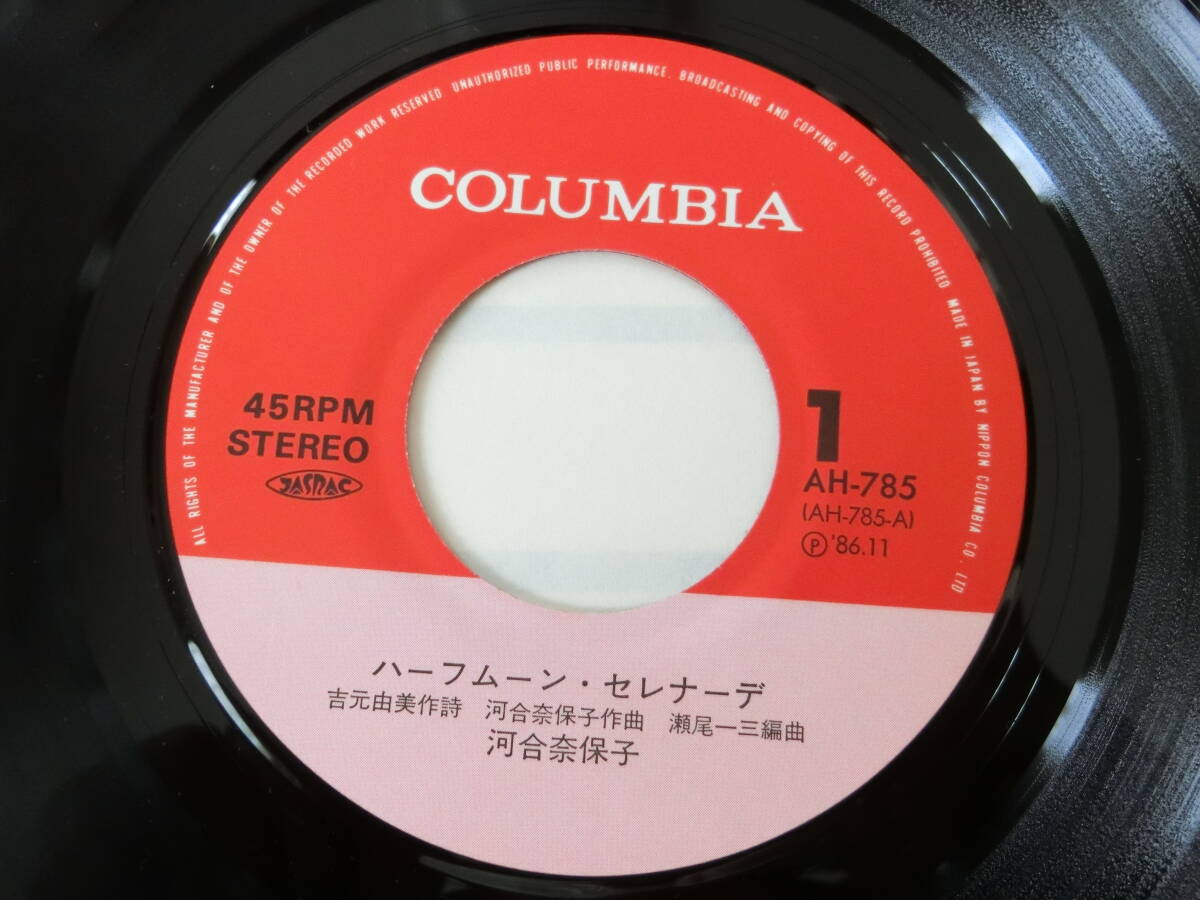 ALL RIGHTS OF THE MANUFACTURER AND OF THE OWNER OF THE RECORDED WORK RESERVED UNAUTHORIZED PUBLIC PERFORMANCE. BROADCASTING AND COPYING OF THIS RECORD PROHIBITED MADE IN JAPAN BY NIPPON COLUMBIA CO. LTD
COLUMBIA
45RPM
STEREO
JASRAC
1
AH-785
(AH-785-A)
Ⓟ'86.11
ハーフムーン・セレナーデ
吉元由美作詩 河合奈保子作曲 瀬尾一三編曲
河合奈保子